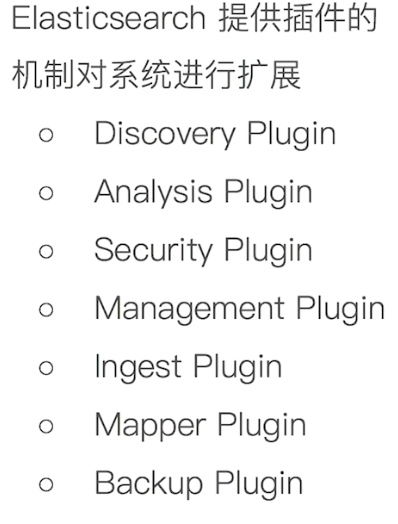 Elasticsearch 提供插件的
机制对系统进行扩展
○ Discovery Plugin
○ Analysis Plugin
○ Security Plugin
○ Management Plugin
○ Ingest Plugin
○ Mapper Plugin
○ Backup Plugin